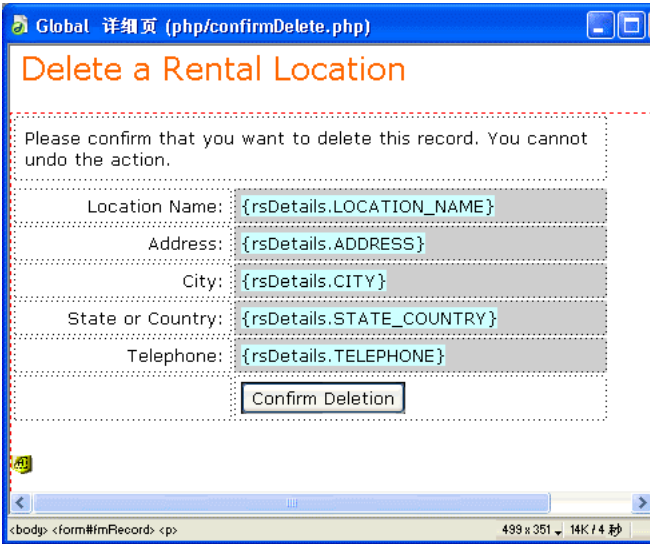 Global 详细页 (php/confirmDelete.php)
Delete a Rental Location
Please confirm that you want to delete this record. You cannot
undo the action.
Location Name: {rsDetails.LOCATION_NAME}
Address: {rsDetails.ADDRESS}
City: {rsDetails.CITY}
State or Country: {rsDetails.STATE_COUNTRY}
Telephone: {rsDetails.TELEPHONE}
Confirm Deletion
<body> <form#fmRecord> <p> 499 x 351 14K / 4 秒